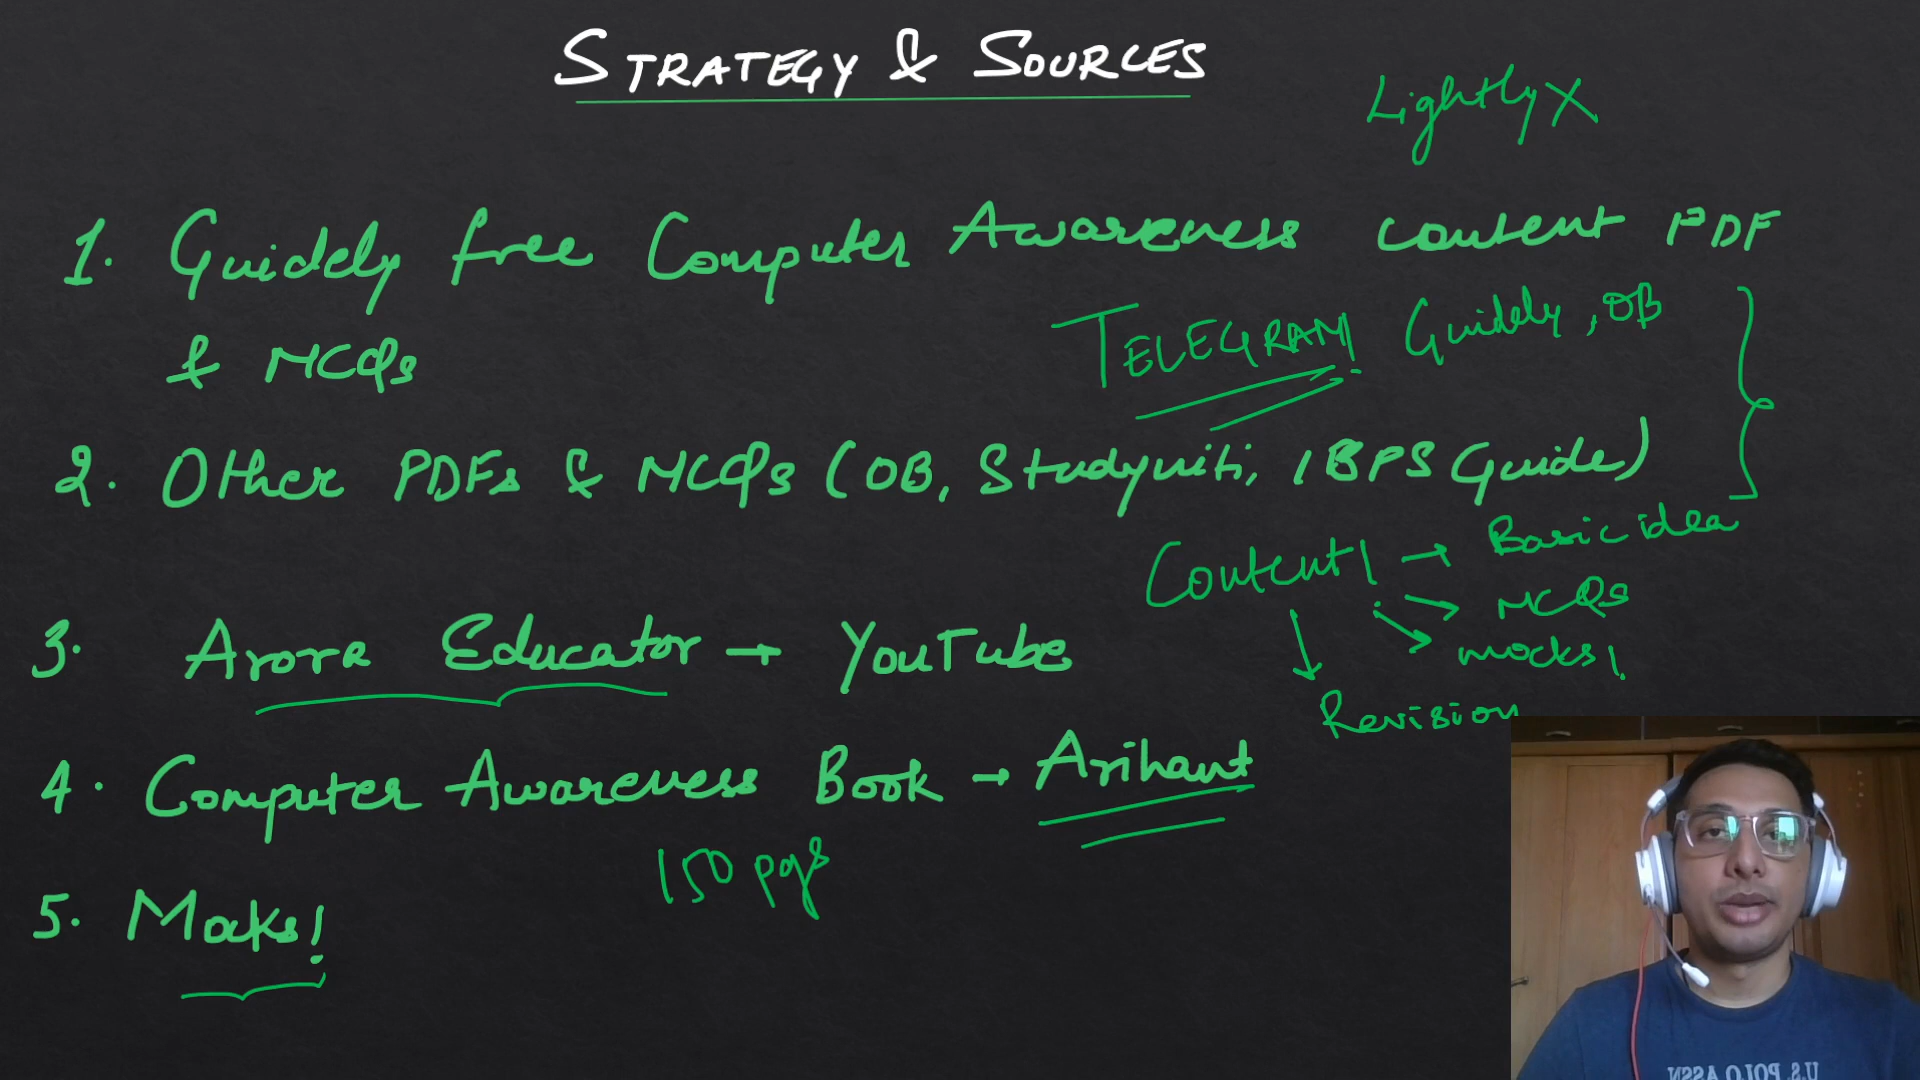 STRATEGY & SOURCES
Lightly X
1. Guidely free Computer Awareness content PDF
& MCQs
TELEGRAM! Guidely, OB
2. Other PDFs & MCQs (OB, Studyniti, IBPS Guide)
Content! → Basic idea
→ MCQs
→ mocks!
↓
Revision
3. Arora Educator → YouTube
4. Computer Awareness Book → Arihant
150 pgs
5. Mocks!
U.S. POLO ASSN